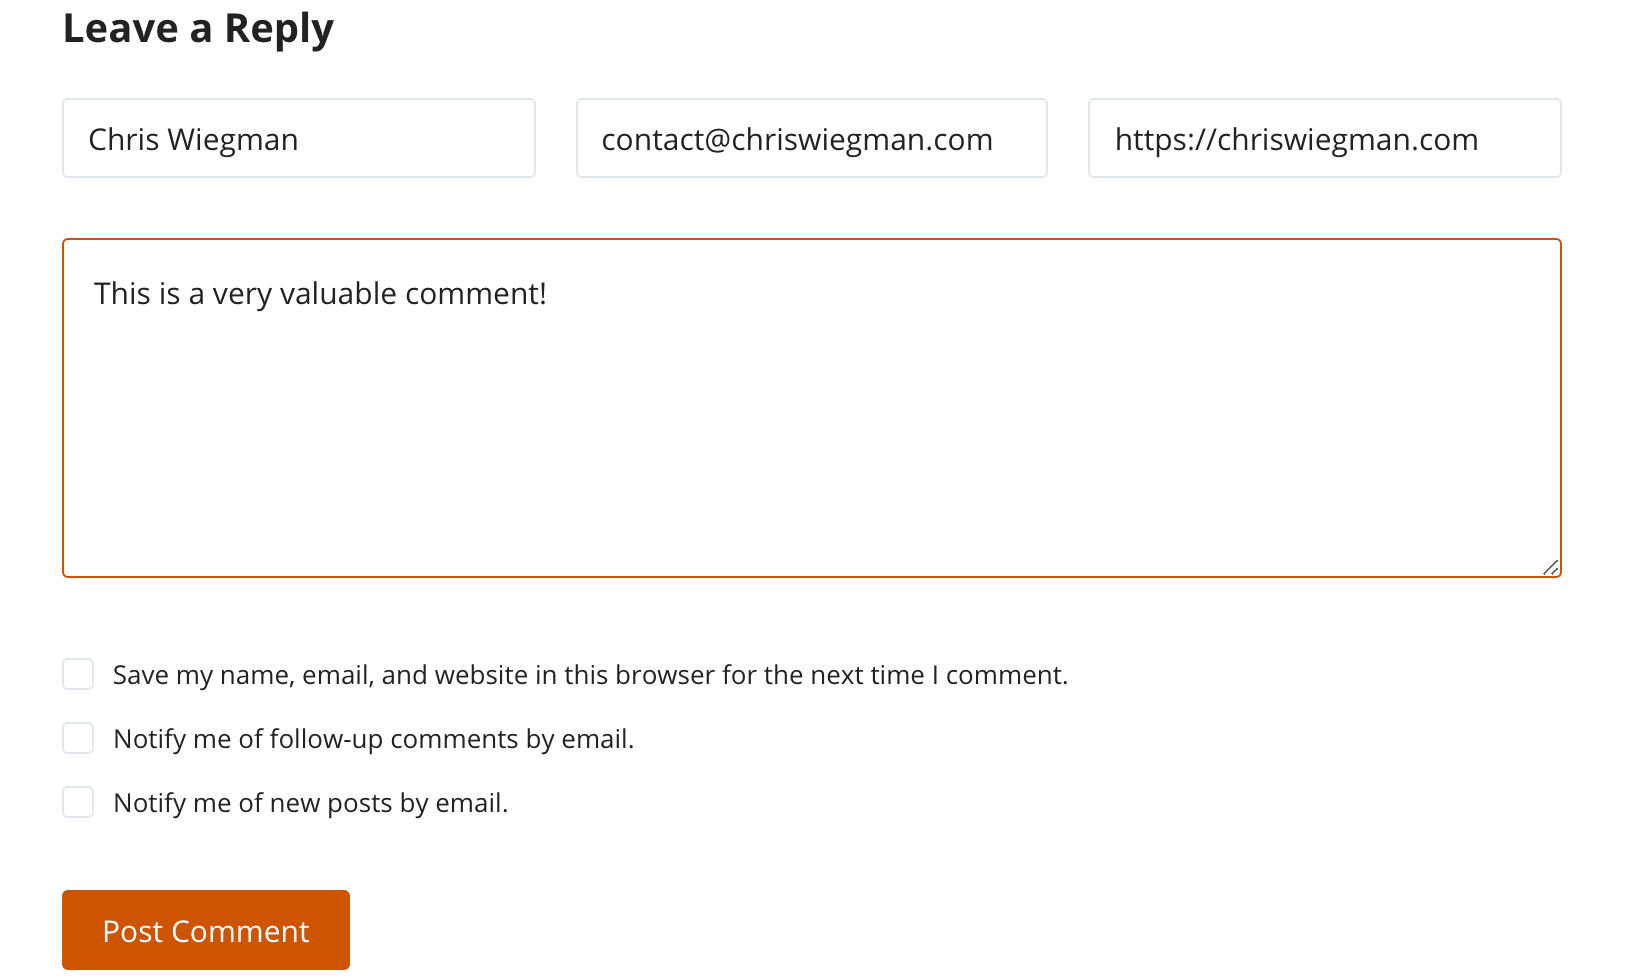 Leave a Reply
Chris Wiegman
contact@chriswiegman.com
https://chriswiegman.com
This is a very valuable comment!
Save my name, email, and website in this browser for the next time I comment.
Notify me of follow-up comments by email.
Notify me of new posts by email.
Post Comment